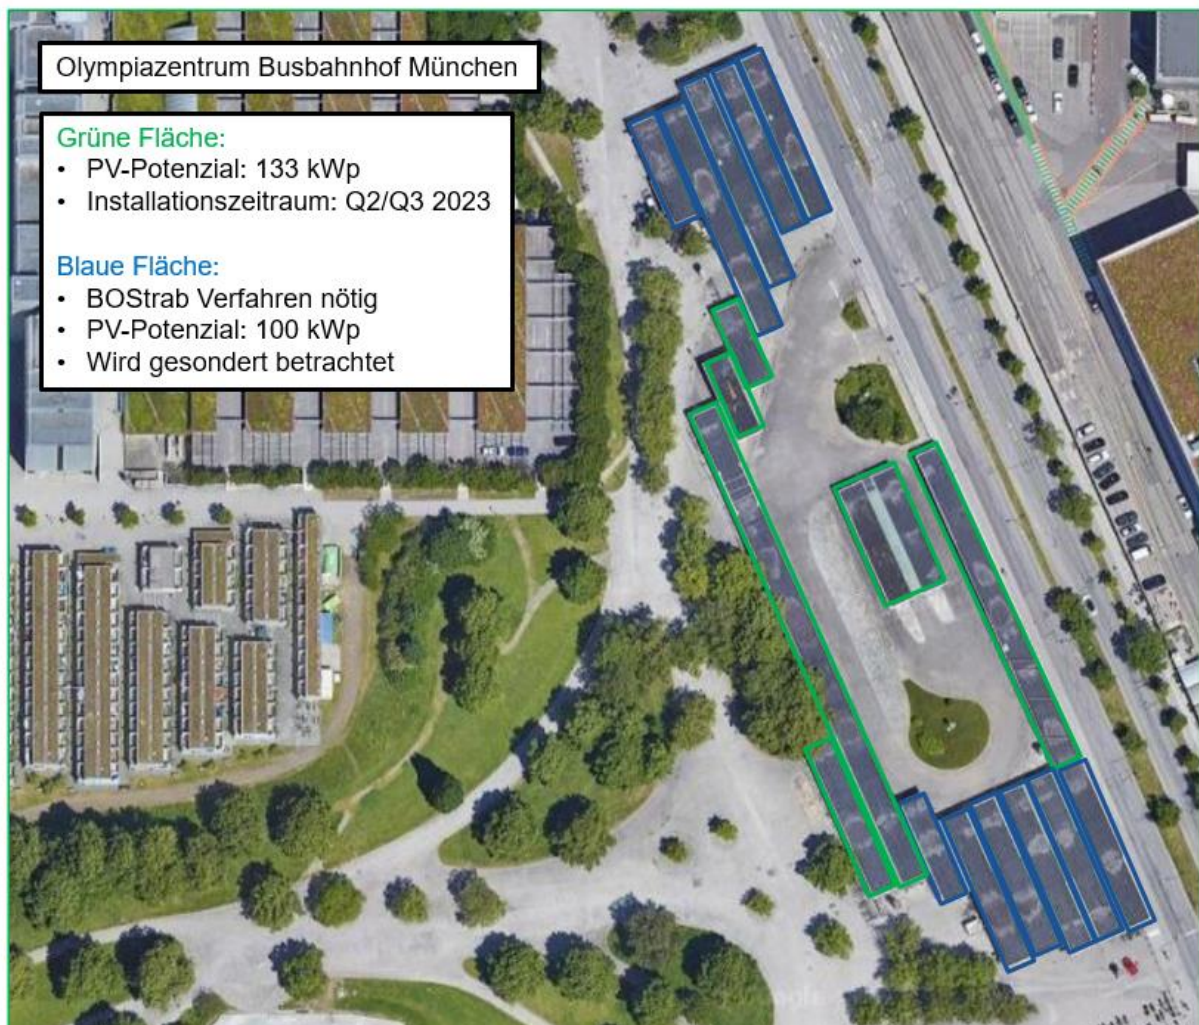 Olympiazentrum Busbahnhof München
Grüne Fläche:
• PV-Potenzial: 133 kWp
• Installationszeitraum: Q2/Q3 2023
Blaue Fläche:
• BOStrab Verfahren nötig
• PV-Potenzial: 100 kWp
• Wird gesondert betrachtet